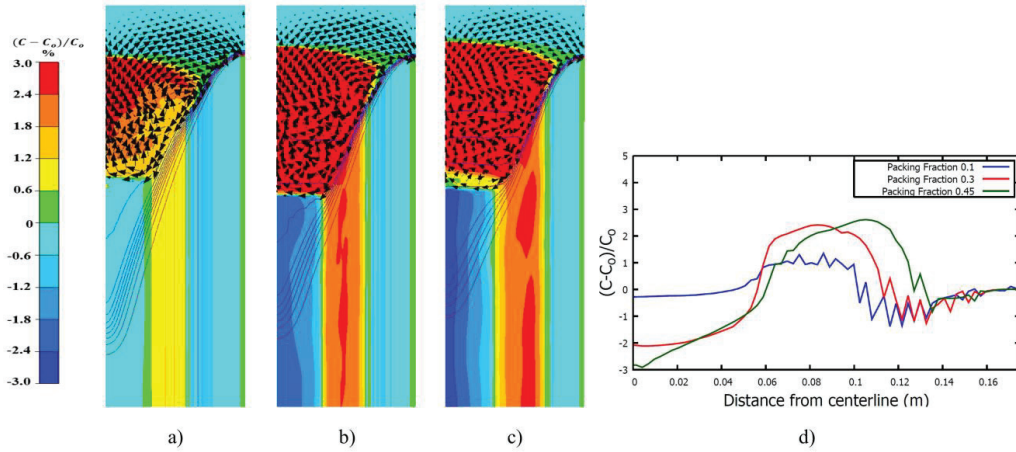 (C − Cₒ)/Cₒ
%
3.0
2.4
1.8
1.2
0.6
0
-0.6
-1.2
-1.8
-2.4
-3.0
a)
b)
c)
5
4
3
2
1
0
-1
-2
-3
(C-C₀)/C₀
Packing Fraction 0.1
Packing Fraction 0.3
Packing Fraction 0.45
0 0.02 0.04 0.06 0.08 0.1 0.12 0.14 0.16
Distance from centerline (m)
d)